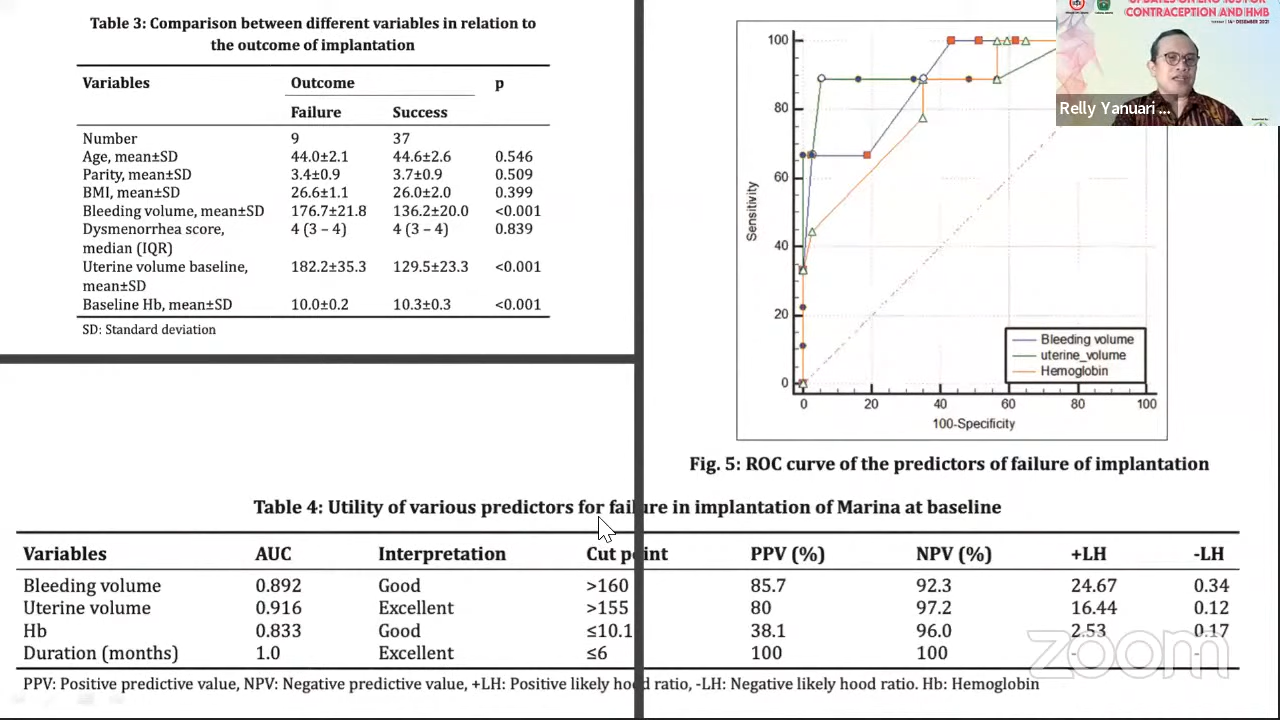 Table 3: Comparison between different variables in relation to
the outcome of implantation
Variables Outcome p
Failure Success
Number 9 37
Age, mean±SD 44.0±2.1 44.6±2.6 0.546
Parity, mean±SD 3.4±0.9 3.7±0.9 0.509
BMI, mean±SD 26.6±1.1 26.0±2.0 0.399
Bleeding volume, mean±SD 176.7±21.8 136.2±20.0 <0.001
Dysmenorrhea score, 4 (3 – 4) 4 (3 – 4) 0.839
median (IQR)
Uterine volume baseline, 182.2±35.3 129.5±23.3 <0.001
mean±SD
Baseline Hb, mean±SD 10.0±0.2 10.3±0.3 <0.001
SD: Standard deviation
100
80
60
40
20
0
Sensitivity
0 20 40 60 80 100
100-Specificity
Bleeding volume
uterine_volume
Hemoglobin
CONTRACEPTION AND HMB
Relly Yanuari ...
Fig. 5: ROC curve of the predictors of failure of implantation
Table 4: Utility of various predictors for failure in implantation of Marina at baseline
Variables AUC Interpretation Cut point PPV (%) NPV (%) +LH -LH
Bleeding volume 0.892 Good >160 85.7 92.3 24.67 0.34
Uterine volume 0.916 Excellent >155 80 97.2 16.44 0.12
Hb 0.833 Good ≤10.1 38.1 96.0 2.53 0.17
Duration (months) 1.0 Excellent ≤6 100 100 - -
PPV: Positive predictive value, NPV: Negative predictive value, +LH: Positive likely hood ratio, -LH: Negative likely hood ratio. Hb: Hemoglobin
zoom